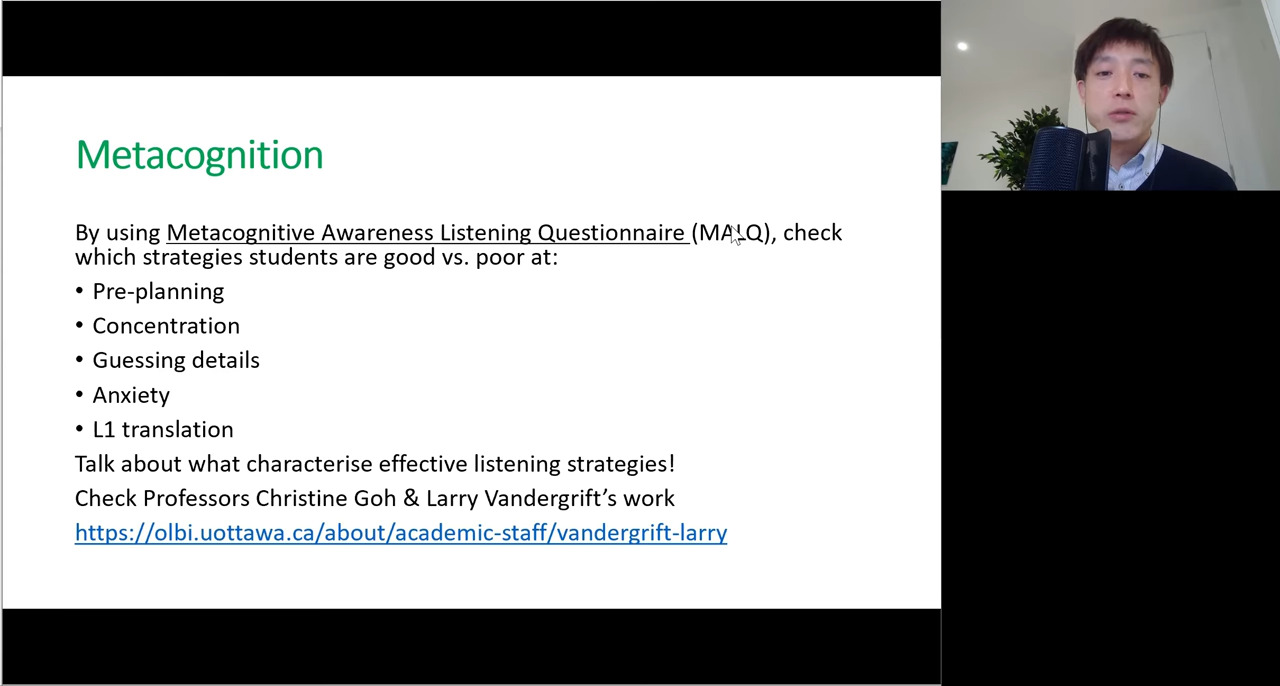 Metacognition
By using Metacognitive Awareness Listening Questionnaire (MALQ), check
which strategies students are good vs. poor at:
• Pre-planning
• Concentration
• Guessing details
• Anxiety
• L1 translation
Talk about what characterise effective listening strategies!
Check Professors Christine Goh & Larry Vandergrift’s work
https://olbi.uottawa.ca/about/academic-staff/vandergrift-larry